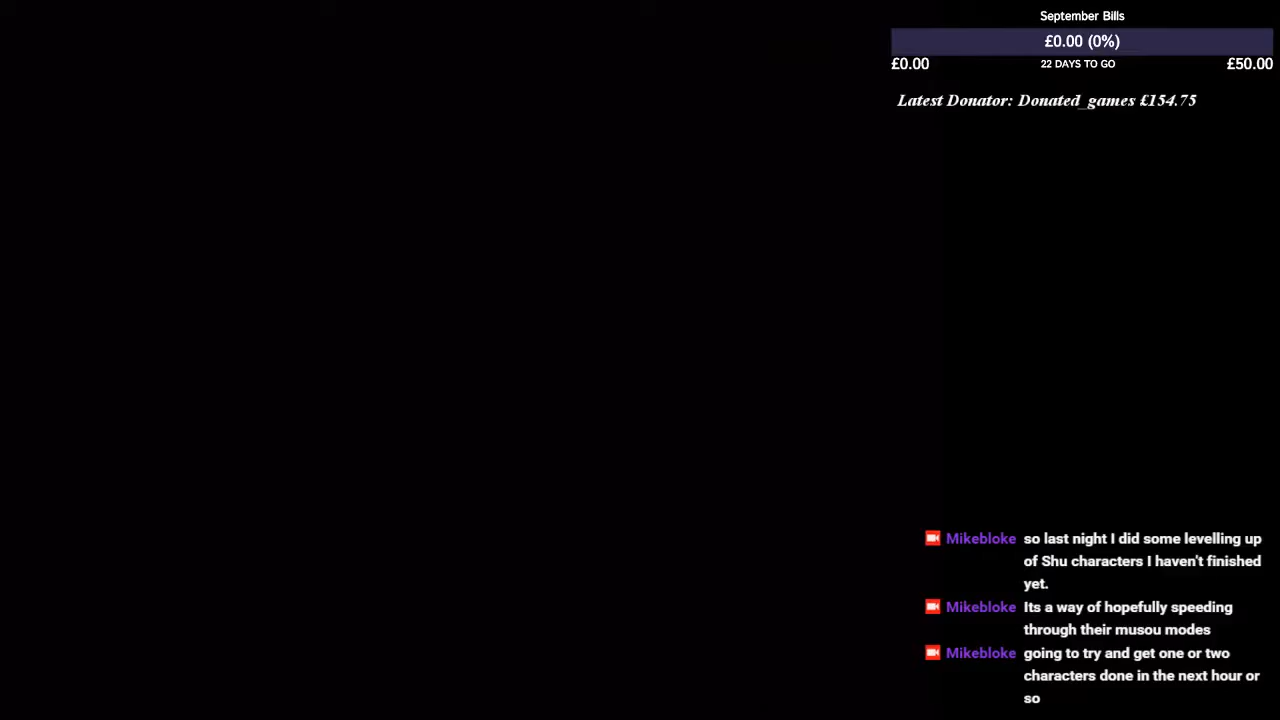 September Bills
£0.00 (0%)
£0.00 22 DAYS TO GO £50.00
Latest Donator: Donated_games £154.75
Mikebloke so last night I did some levelling up
of Shu characters I haven't finished
yet.
Mikebloke Its a way of hopefully speeding
through their musou modes
Mikebloke going to try and get one or two
characters done in the next hour or
so